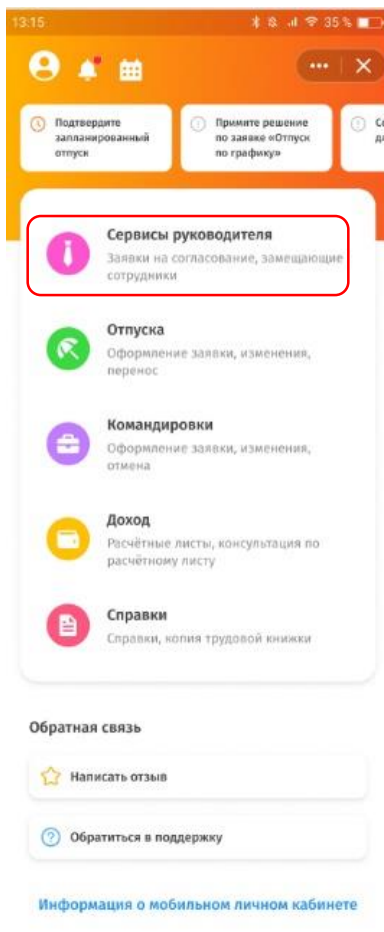 13:15
35 %
Подтвердите
запланированный
отпуск
Примите решение
по заявке «Отпуск
по графику»
Сервисы руководителя
Заявки на согласование, замещающие
сотрудники
Отпуска
Оформление заявки, изменения,
перенос
Командировки
Оформление заявки, изменения,
отмена
Доход
Расчётные листы, консультация по
расчётному листу
Справки
Справки, копия трудовой книжки
Обратная связь
Написать отзыв
Обратиться в поддержку
Информация о мобильном личном кабинете